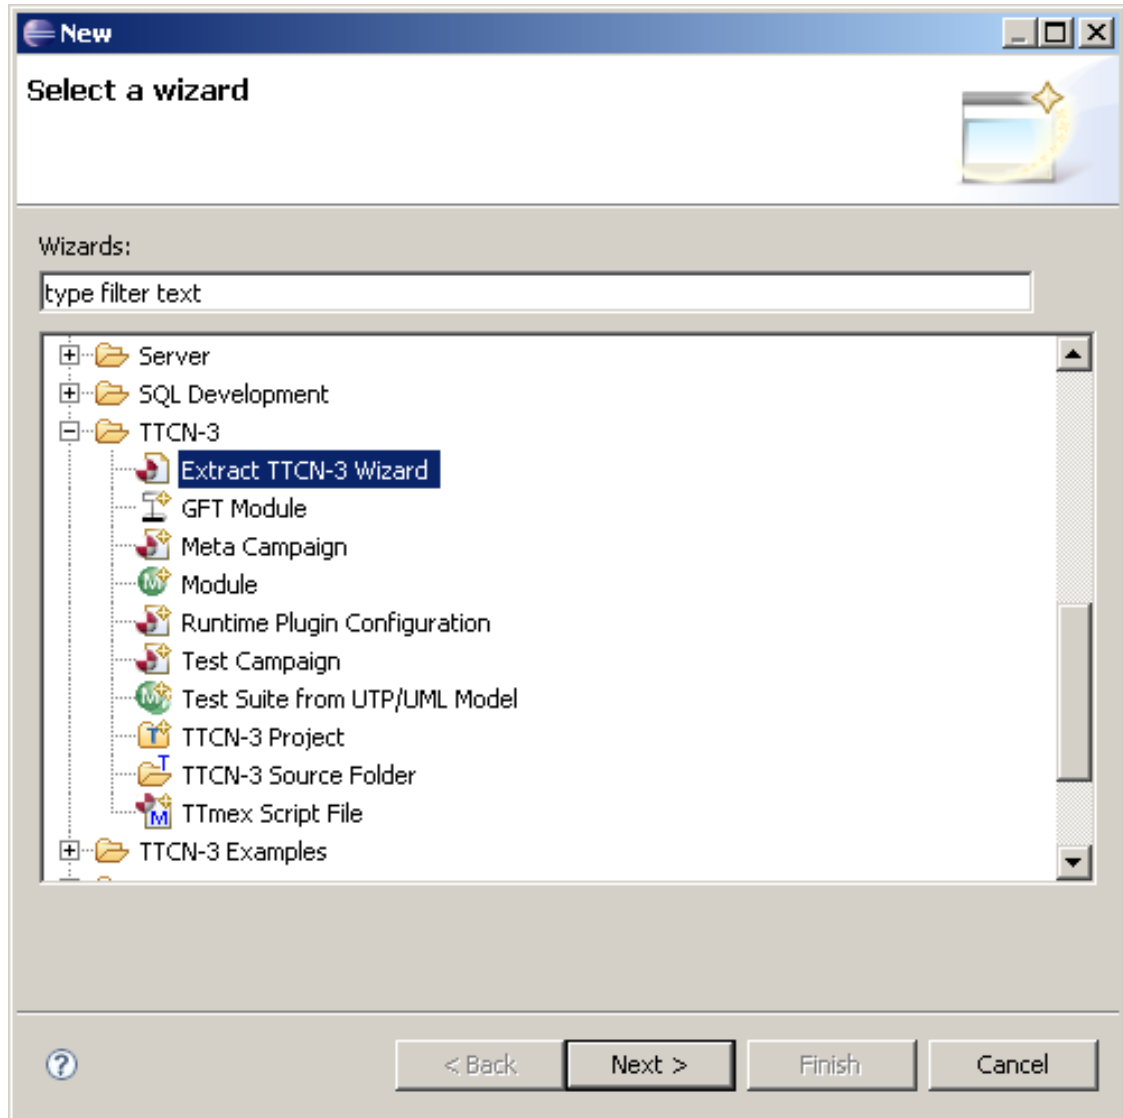 New
Select a wizard
Wizards:
type filter text
Server
SQL Development
TTCN-3
Extract TTCN-3 Wizard
GFT Module
Meta Campaign
Module
Runtime Plugin Configuration
Test Campaign
Test Suite from UTP/UML Model
TTCN-3 Project
TTCN-3 Source Folder
TTmex Script File
TTCN-3 Examples
< Back Next > Finish Cancel